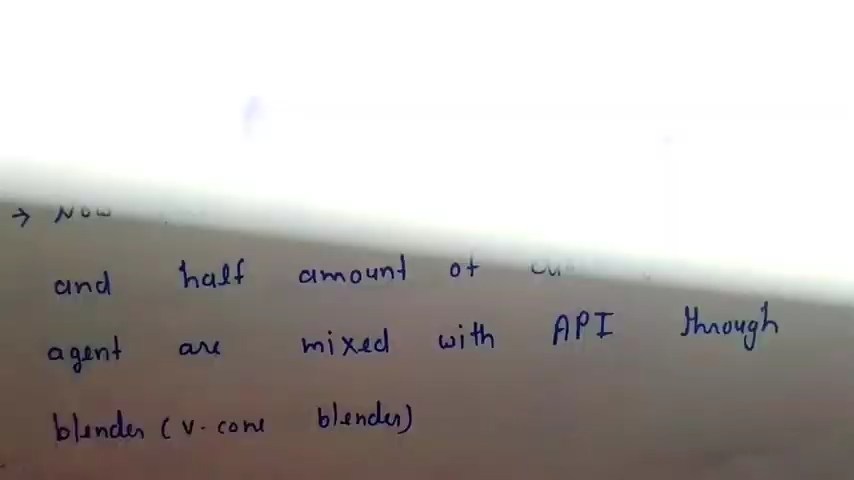 → Now
and half amount of
agent are mixed with API through
blender (V. cone blender)